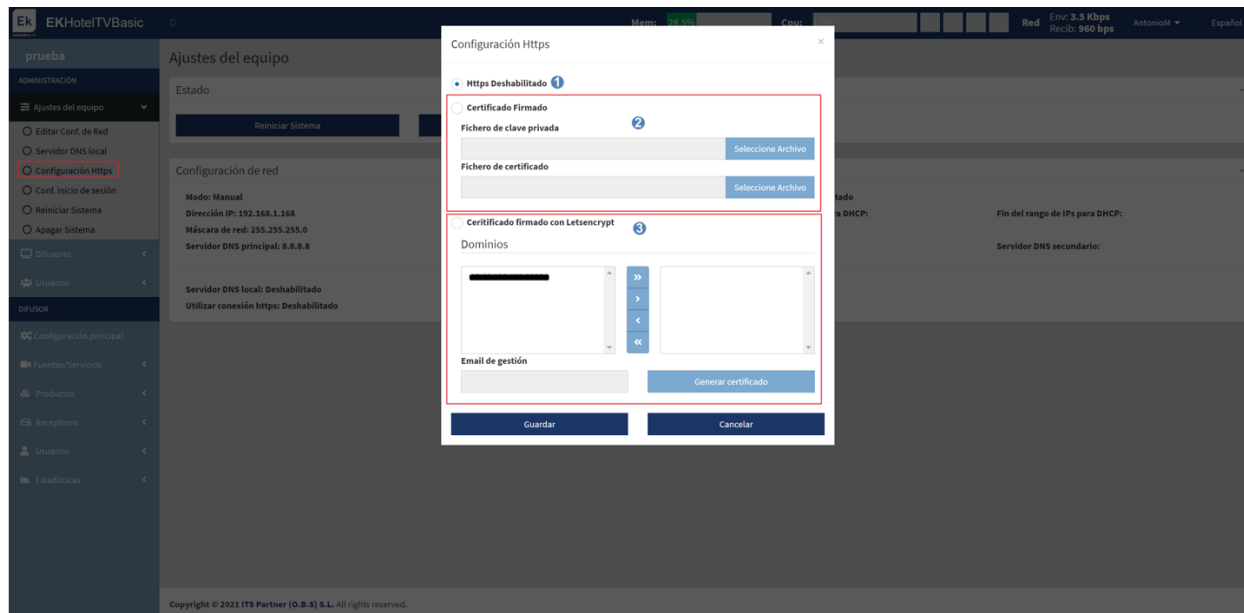 Ek EKHotelTVBasic
Mem: 28.5% Cpu: Red Env: 3.5 Kbps Recib: 960 bps AntonioM Español
prueba
ADMINISTRACIÓN
Ajustes del equipo
Editar Conf. de Red
Servidor DNS local
Configuración Https
Conf. inicio de sesión
Reiniciar Sistema
Apagar Sistema
Difusores
Usuarios
DIFUSOR
Configuración principal
Fuentes/Servicios
Productos
Receptores
Usuarios
Estadísticas
Ajustes del equipo
Estado
Reiniciar Sistema
Configuración de red
Modo: Manual
Dirección IP: 192.168.1.168
Máscara de red: 255.255.255.0
Servidor DNS principal: 8.8.8.8
Servidor DNS local: Deshabilitado
Utilizar conexión https: Deshabilitado
tado
a DHCP:
Fin del rango de IPs para DHCP:
Servidor DNS secundario:
Configuración Https ×
Https Deshabilitado 1
Certificado Firmado
2
Fichero de clave privada
Seleccione Archivo
Fichero de certificado
Seleccione Archivo
Ceritificado firmado con Letsencrypt
3
Dominios
»
›
‹
«
Email de gestión
Generar certificado
Guardar Cancelar
Copyright © 2021 ITS Partner (O.B.S) S.L. All rights reserved.